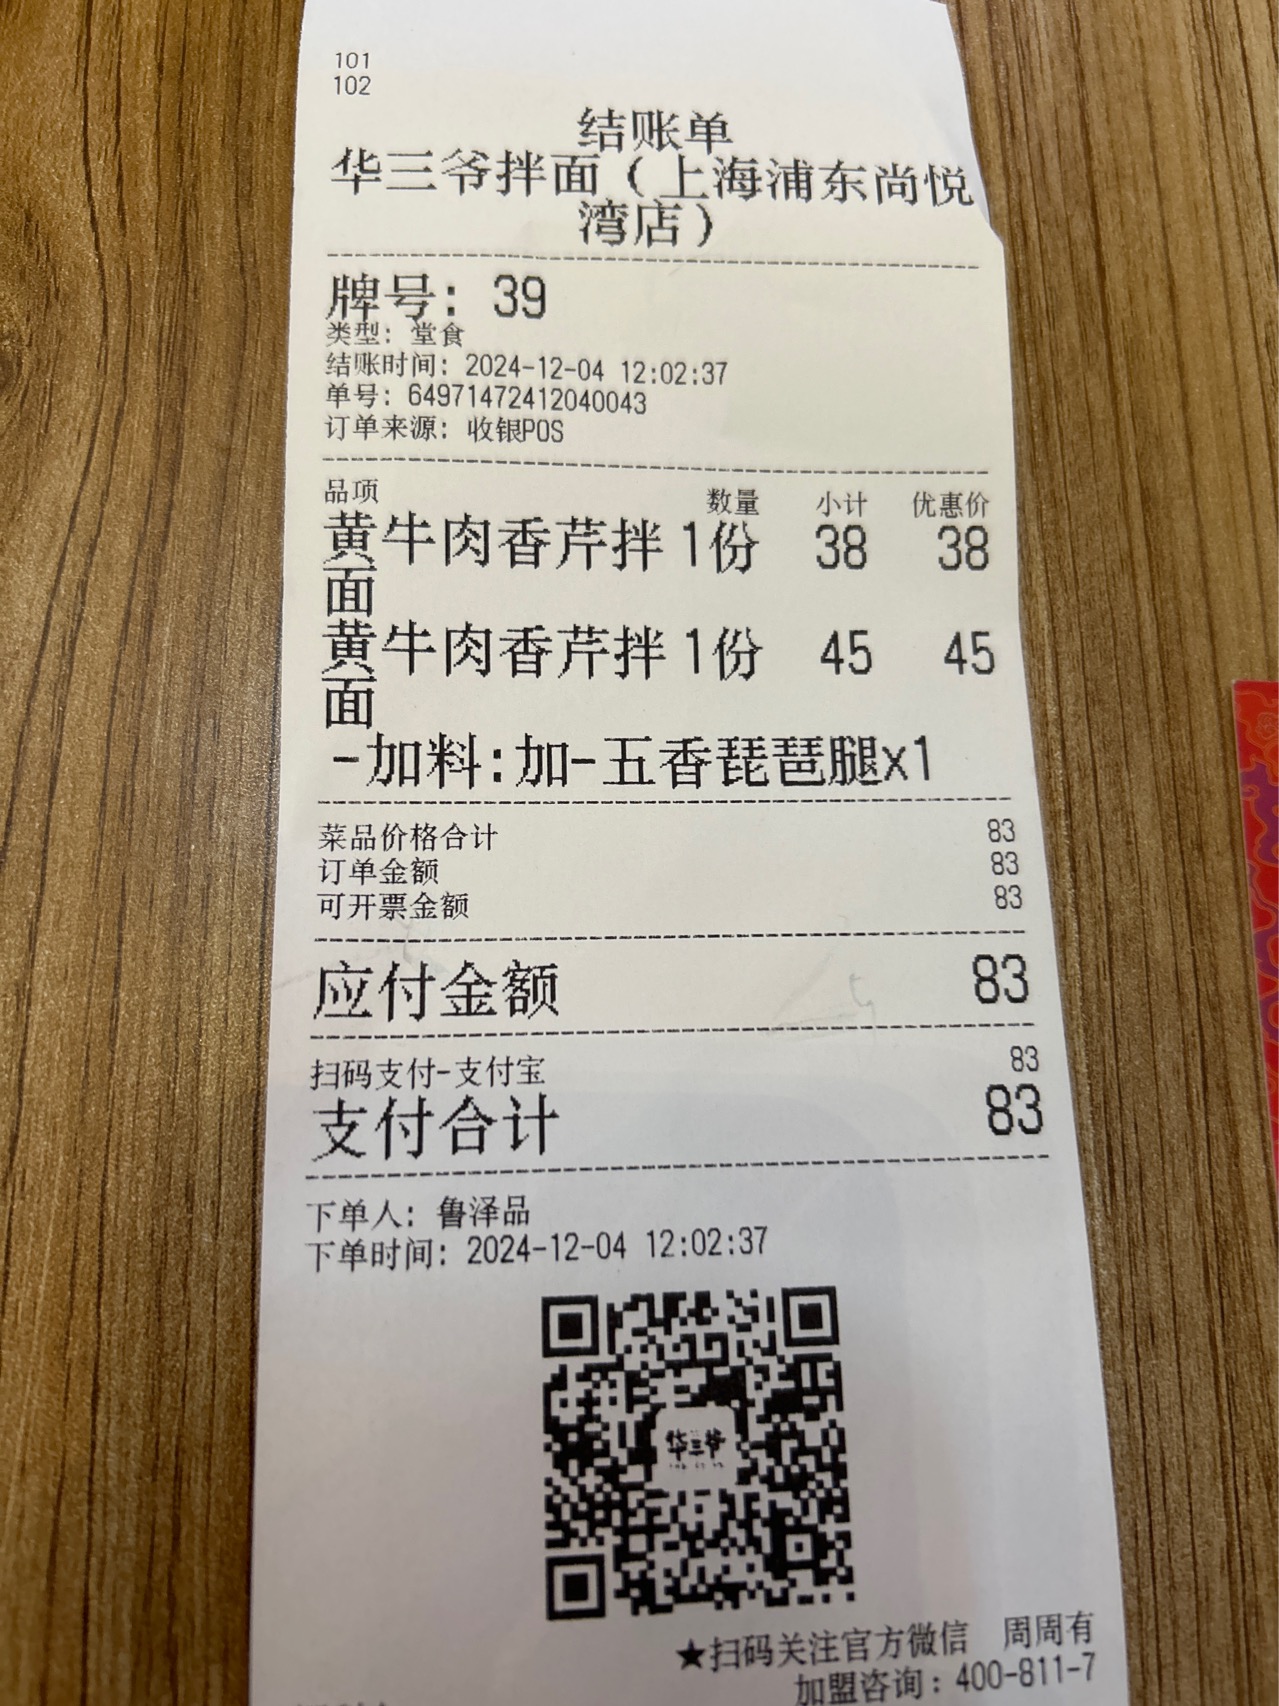 101
102
结账单
华三爷拌面（上海浦东尚悦
湾店）
牌号: 39
类型: 堂食
结账时间: 2024-12-04 12:02:37
单号: 64971472412040043
订单来源: 收银POS
品项 数量 小计 优惠价
黄牛肉香芹拌 1份 38 38
面
黄牛肉香芹拌 1份 45 45
面
-加料:加-五香琵琶腿x1
菜品价格合计 83
订单金额 83
可开票金额 83
应付金额 83
扫码支付-支付宝 83
支付合计 83
下单人: 鲁泽品
下单时间: 2024-12-04 12:02:37
华三爷
★扫码关注官方微信 周周有
加盟咨询: 400-811-7